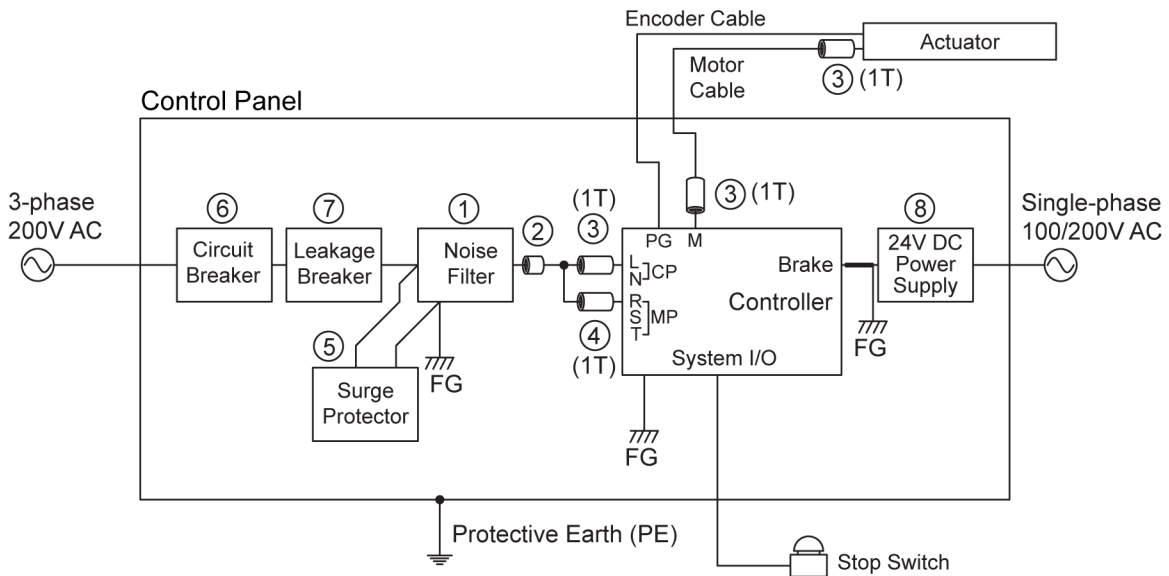 Encoder Cable
Actuator
Motor
Cable
③ (1T)
Control Panel
3-phase
200V AC
⑥
Circuit
Breaker
⑦
Leakage
Breaker
①
Noise
Filter
②
(1T)
③
③ (1T)
PG M
L
N
CP
R
S
T
MP
Brake
Controller
System I/O
④
(1T)
⑧
24V DC
Power
Supply
Single-phase
100/200V AC
⑤
Surge
Protector
FG
FG
FG
Protective Earth (PE)
Stop Switch